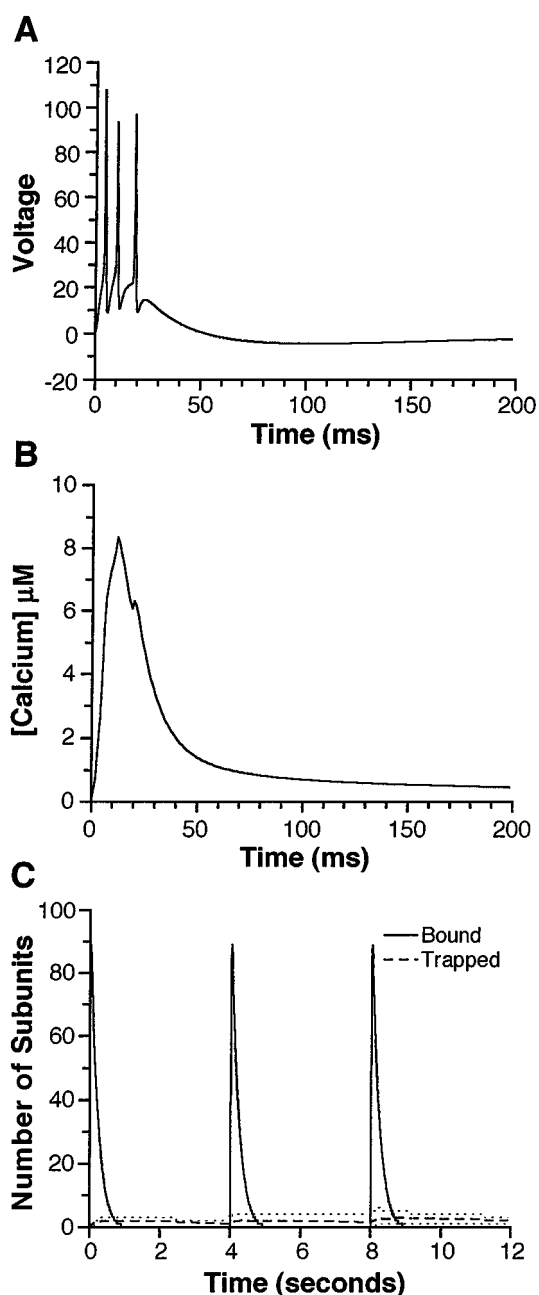 A
120
100
80
60
40
20
0
-20
Voltage
0 50 100 150 200
Time (ms)
B
10
8
6
4
2
0
[Calcium] μM
0 50 100 150 200
Time (ms)
C
100
80
60
40
20
0
Number of Subunits
Bound
Trapped
0 2 4 6 8 10 12
Time (seconds)